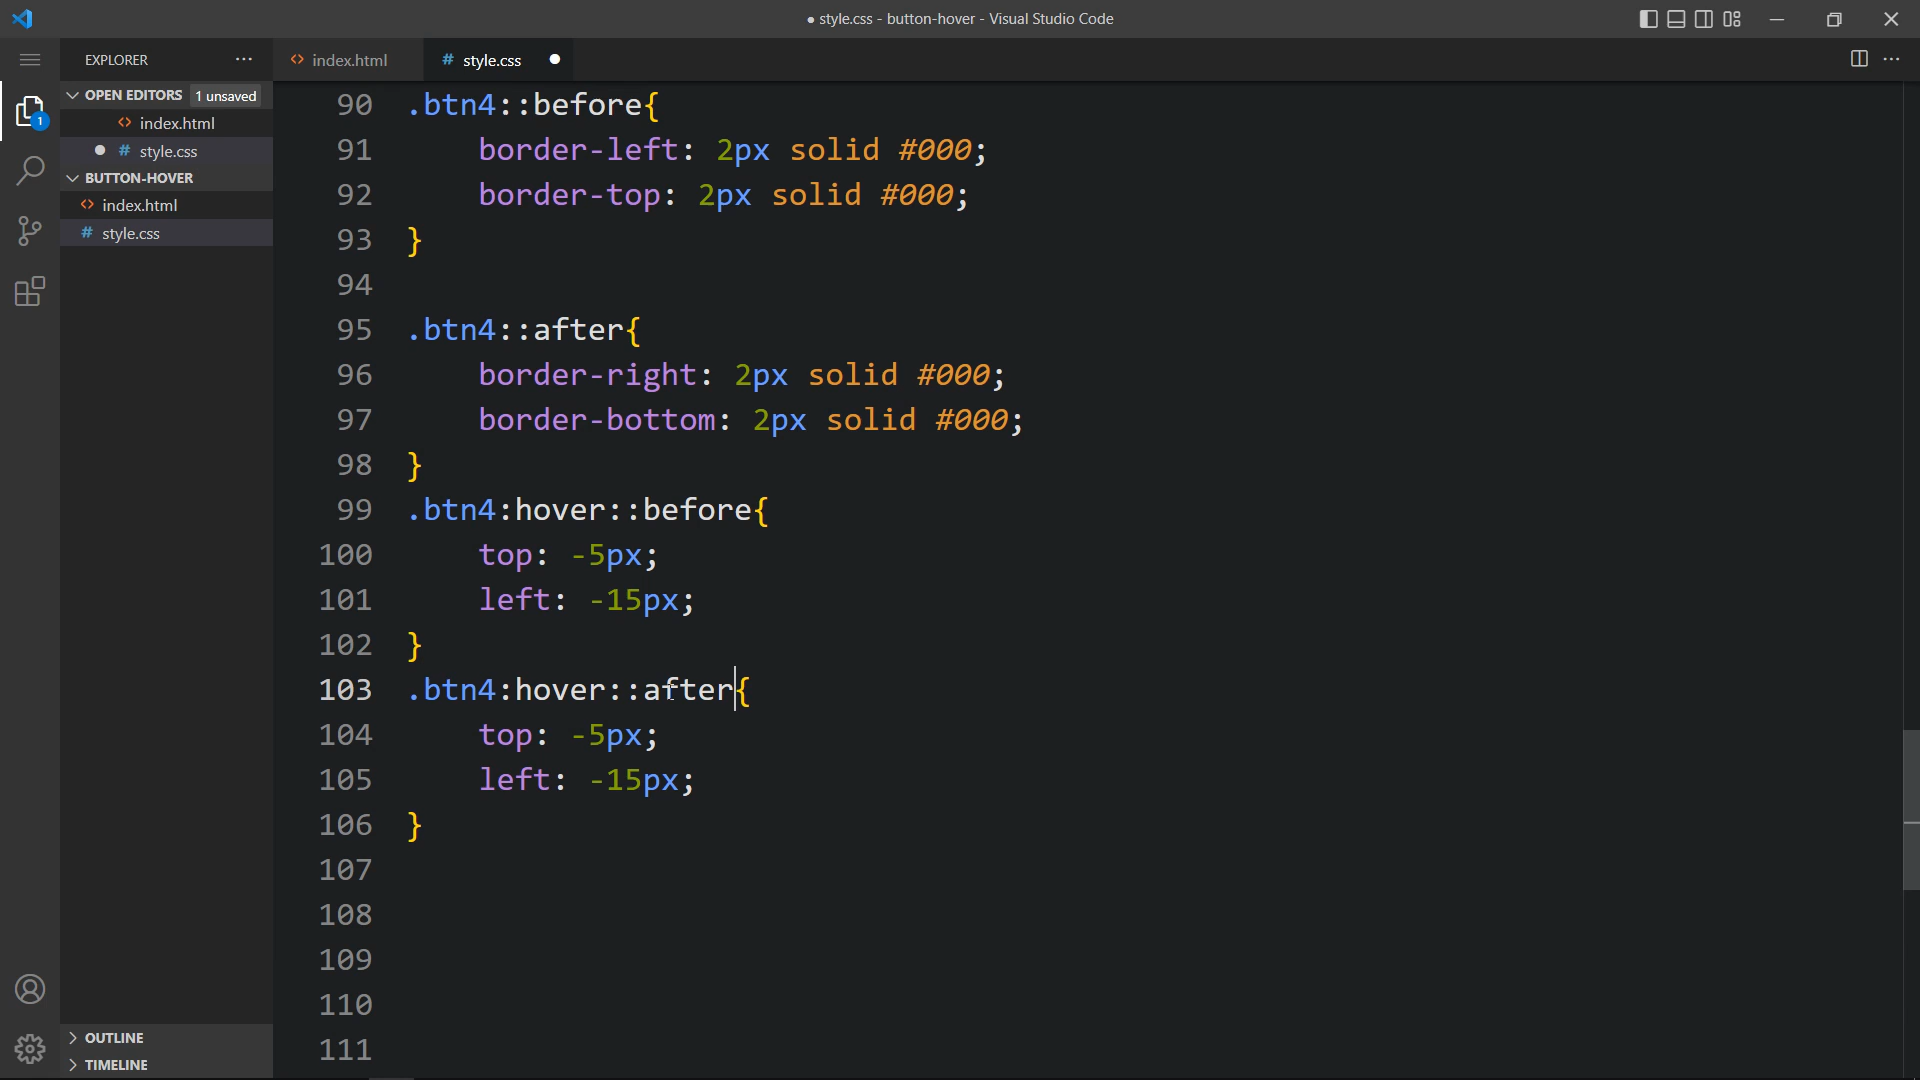 ● style.css - button-hover - Visual Studio Code
EXPLORER
index.html
# style.css
OPEN EDITORS 1 unsaved
<> index.html
# style.css
BUTTON-HOVER
<> index.html
# style.css
1
90 .btn4::before{
91 border-left: 2px solid #000;
92 border-top: 2px solid #000;
93 }
94
95 .btn4::after{
96 border-right: 2px solid #000;
97 border-bottom: 2px solid #000;
98 }
99 .btn4:hover::before{
100 top: -5px;
101 left: -15px;
102 }
103 .btn4:hover::after{
104 top: -5px;
105 left: -15px;
106 }
107
108
109
110
111
OUTLINE
TIMELINE